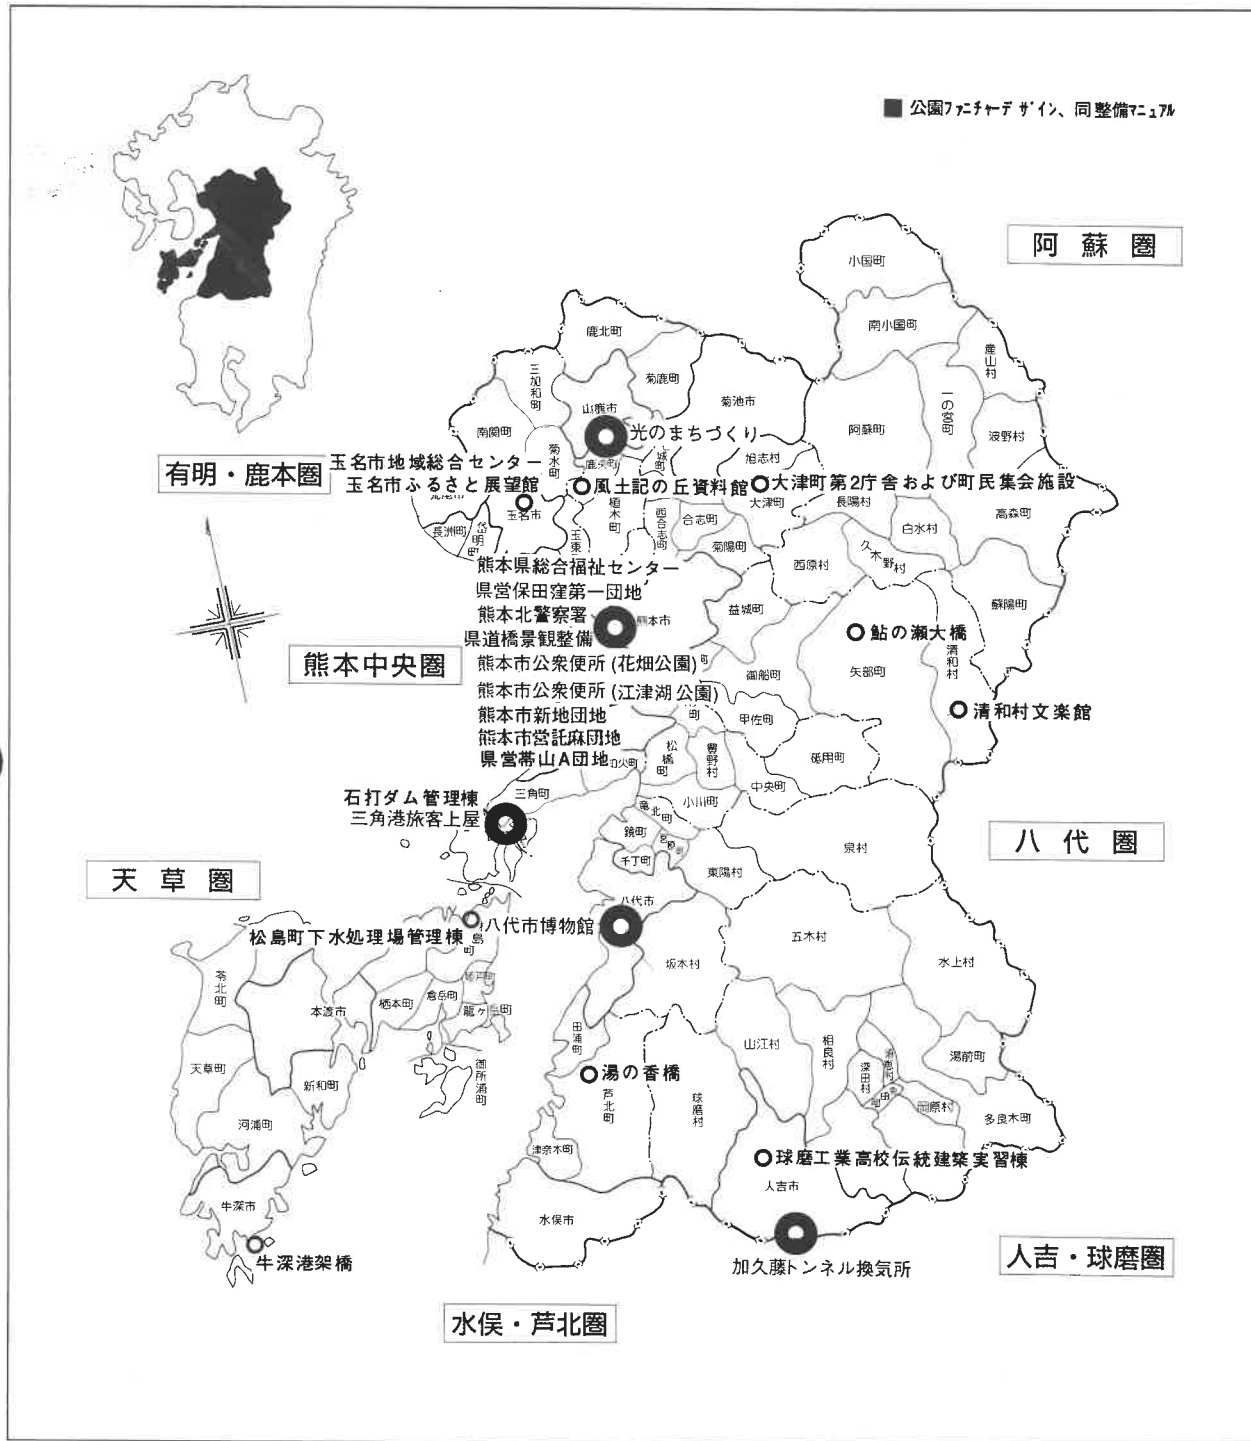 ■ 公園ファニチャーデザイン、同整備マニュアル
阿蘇圏
小国町
南小国町
産山村
鹿北町
三加和町
菊鹿町
山鹿市
菊池市
一の宮町
阿蘇町
波野村
南関町
菊水町
光のまちづくり
旭志村
有明・鹿本圏
玉名市地域総合センター
玉名市ふるさと展望館
風土記の丘資料館
大津町第2庁舎および町民集会施設
玉名市
植木町
西合志町
合志町
大津町
長陽村
白水村
高森町
長洲町
岱明町
菊陽町
西原村
久木野村
蘇陽町
熊本県総合福祉センター
県営保田窪第一団地
熊本北警察署
県道橋景観整備
熊本市公衆便所(花畑公園)
熊本市公衆便所(江津湖公園)
熊本市新地団地
熊本市営託麻団地
県営帯山A団地
熊本中央圏
益城町
鮎の瀬大橋
矢部町
清和村
御船町
清和村文楽館
甲佐町
砥用町
松橋町
豊野村
中央町
三角町
小川町
竜北町
鏡町
千丁町
東陽村
泉村
石打ダム管理棟
三角港旅客上屋
八代圏
天草圏
八代市
八代市博物館
松島町下水処理場管理棟
坂本村
五木村
水上村
苓北町
本渡市
栖本町
倉岳町
龍ヶ岳町
田浦町
御所浦町
天草町
新和町
河浦町
湯の香橋
芦北町
球磨村
山江村
相良村
深田村
湯前町
岡原村
多良木町
津奈木町
球磨工業高校伝統建築実習棟
人吉市
水俣市
牛深市
牛深港架橋
加久藤トンネル換気所
人吉・球磨圏
水俣・芦北圏